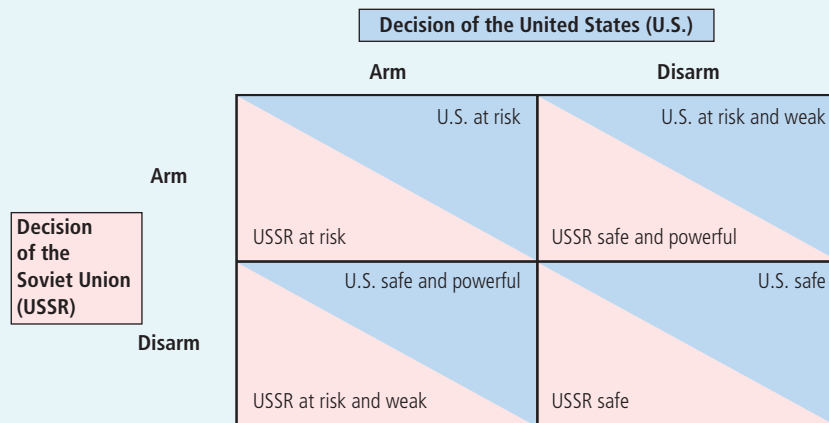 Decision of the United States (U.S.)
Arm
Disarm
U.S. at risk
U.S. at risk and weak
Arm
USSR at risk
USSR safe and powerful
Decision
of the
Soviet Union
(USSR)
U.S. safe and powerful
U.S. safe
Disarm
USSR at risk and weak
USSR safe